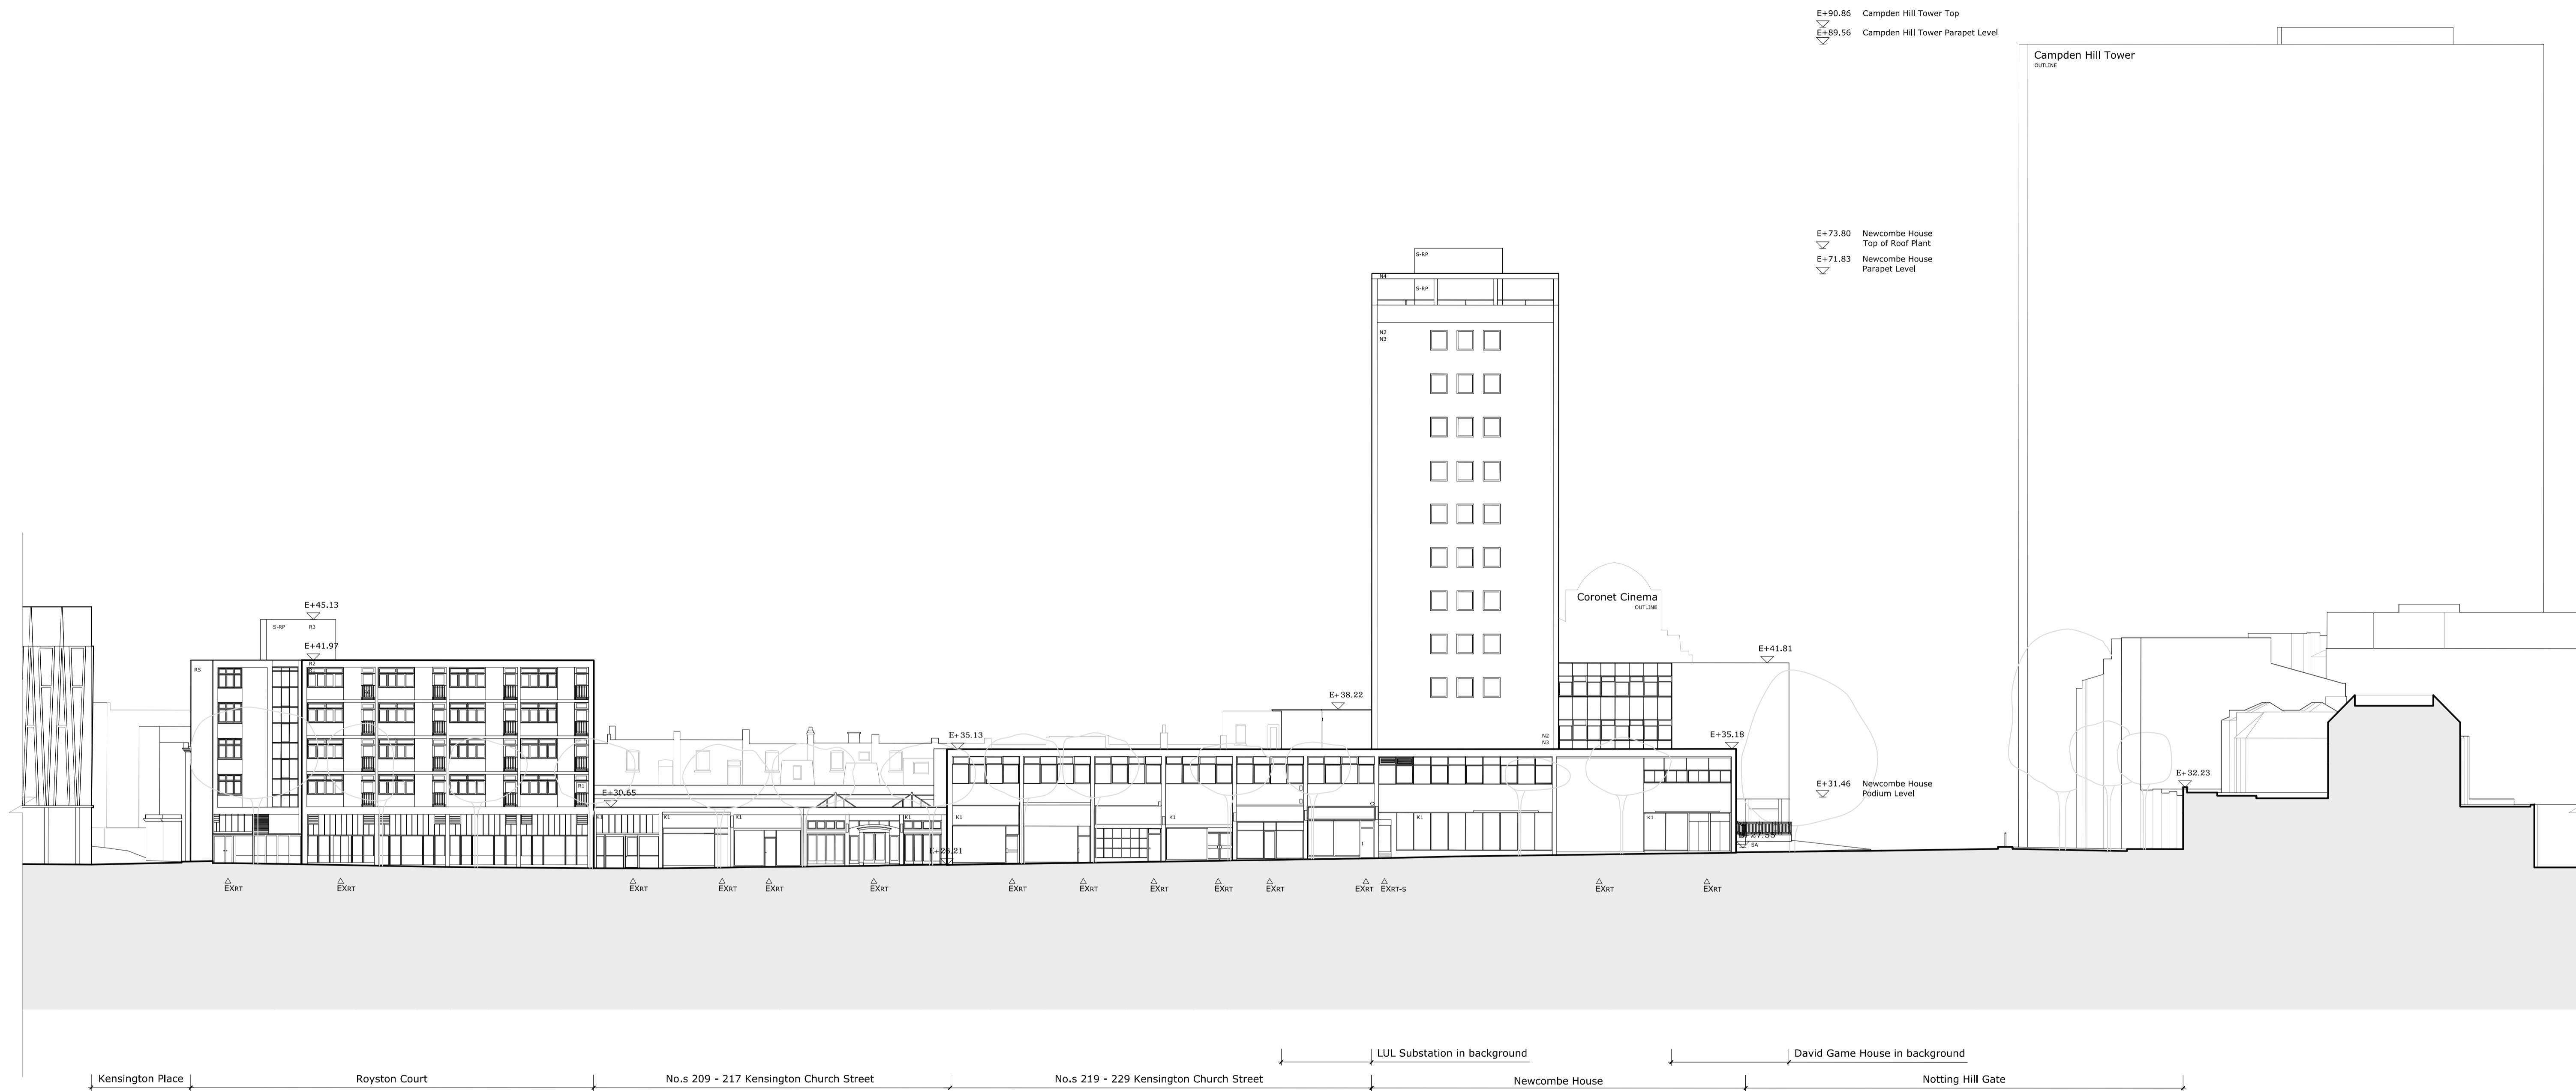 E+90.86 Campden Hill Tower Top
E+89.56 Campden Hill Tower Parapet Level
Campden Hill Tower
OUTLINE
E+73.80 Newcombe House
Top of Roof Plant
E+71.83 Newcombe House
Parapet Level
S-RP
N4
S-RP
N2
N3
Coronet Cinema
OUTLINE
E+45.13
S-RP R3
E+41.97
R5
R2
E+41.81
E+38.22
E+35.13
N2
N3
E+35.18
E+32.23
E+31.46 Newcombe House
Podium Level
E+30.65
K1 K1 K1 K1 K1 K1 K1 K1
SA
EXRT EXRT EXRT EXRT EXRT EXRT EXRT EXRT EXRT EXRT EXRT EXRT EXRT-S EXRT EXRT
LUL Substation in background
David Game House in background
Kensington Place
Royston Court
No.s 209 - 217 Kensington Church Street
No.s 219 - 229 Kensington Church Street
Newcombe House
Notting Hill Gate